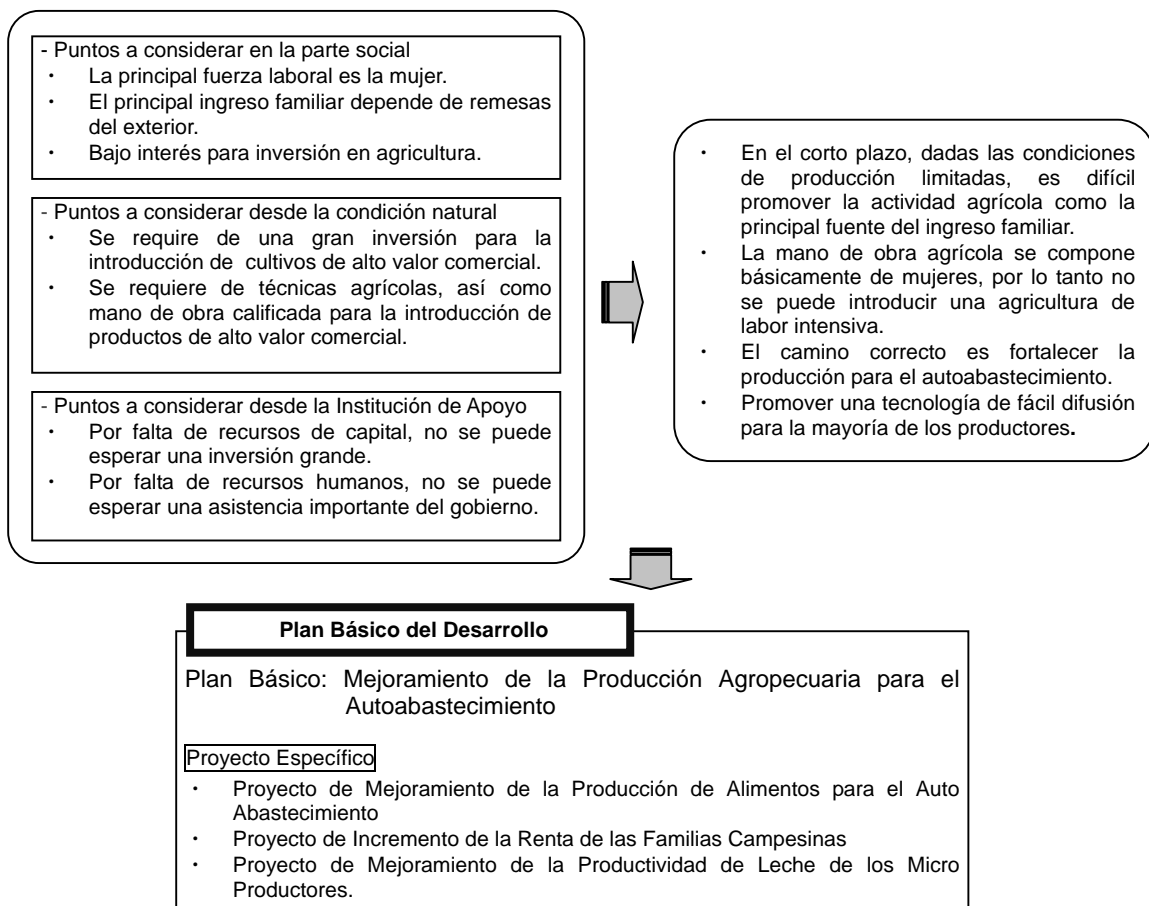 - Puntos a considerar en la parte social
・ La principal fuerza laboral es la mujer.
・ El principal ingreso familiar depende de remesas
del exterior.
・ Bajo interés para inversión en agricultura.
- Puntos a considerar desde la condición natural
・ Se require de una gran inversión para la
introducción de cultivos de alto valor comercial.
・ Se requiere de técnicas agrícolas, así como
mano de obra calificada para la introducción de
productos de alto valor comercial.
- Puntos a considerar desde la Institución de Apoyo
・ Por falta de recursos de capital, no se puede
esperar una inversión grande.
・ Por falta de recursos humanos, no se puede
esperar una asistencia importante del gobierno.
・ En el corto plazo, dadas las condiciones
de producción limitadas, es difícil
promover la actividad agrícola como la
principal fuente del ingreso familiar.
・ La mano de obra agrícola se compone
básicamente de mujeres, por lo tanto no
se puede introducir una agricultura de
labor intensiva.
・ El camino correcto es fortalecer la
producción para el autoabastecimiento.
・ Promover una tecnología de fácil difusión
para la mayoría de los productores.
Plan Básico del Desarrollo
Plan Básico: Mejoramiento de la Producción Agropecuaria para el
Autoabastecimiento
Proyecto Específico
・ Proyecto de Mejoramiento de la Producción de Alimentos para el Auto
Abastecimiento
・ Proyecto de Incremento de la Renta de las Familias Campesinas
・ Proyecto de Mejoramiento de la Productividad de Leche de los Micro
Productores.